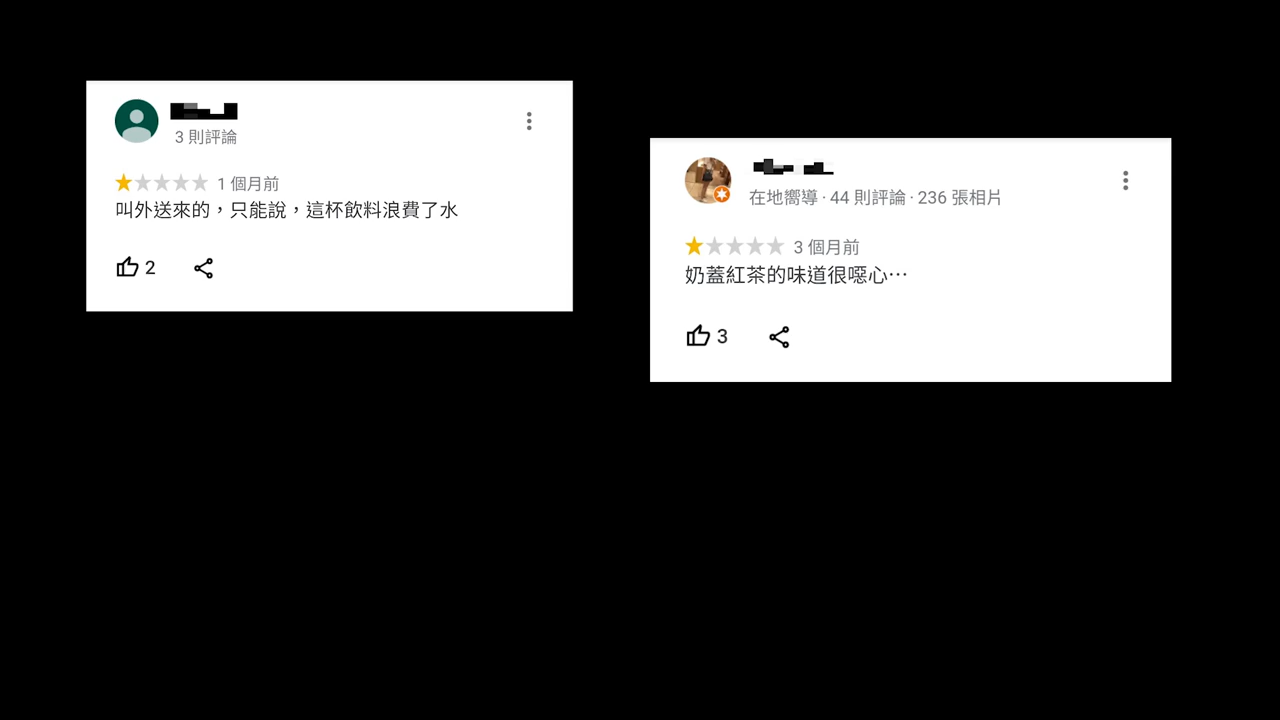 3 則評論
1 個月前
叫外送來的，只能說，這杯飲料浪費了水
2
在地嚮導 · 44 則評論 · 236 張相片
3 個月前
奶蓋紅茶的味道很噁心⋯
3